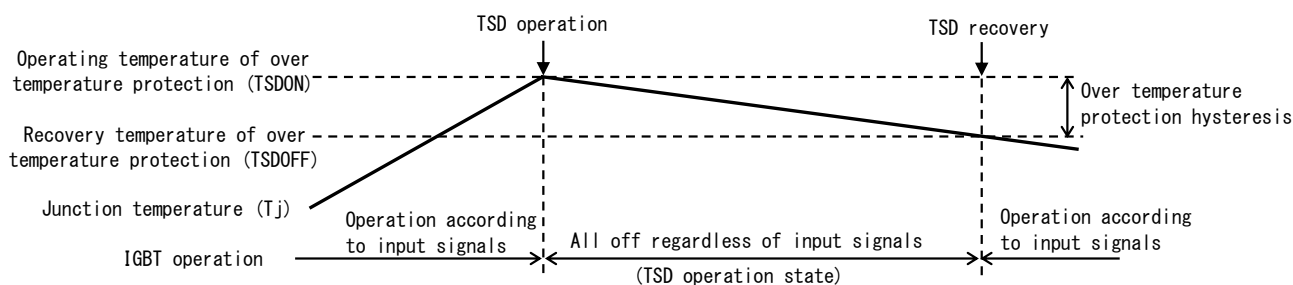 TSD operation
TSD recovery
Operating temperature of over
temperature protection (TSDON)
Over temperature
protection hysteresis
Recovery temperature of over
temperature protection (TSDOFF)
Junction temperature (Tj)
Operation according
to input signals
All off regardless of input signals
Operation according
to input signals
IGBT operation
(TSD operation state)